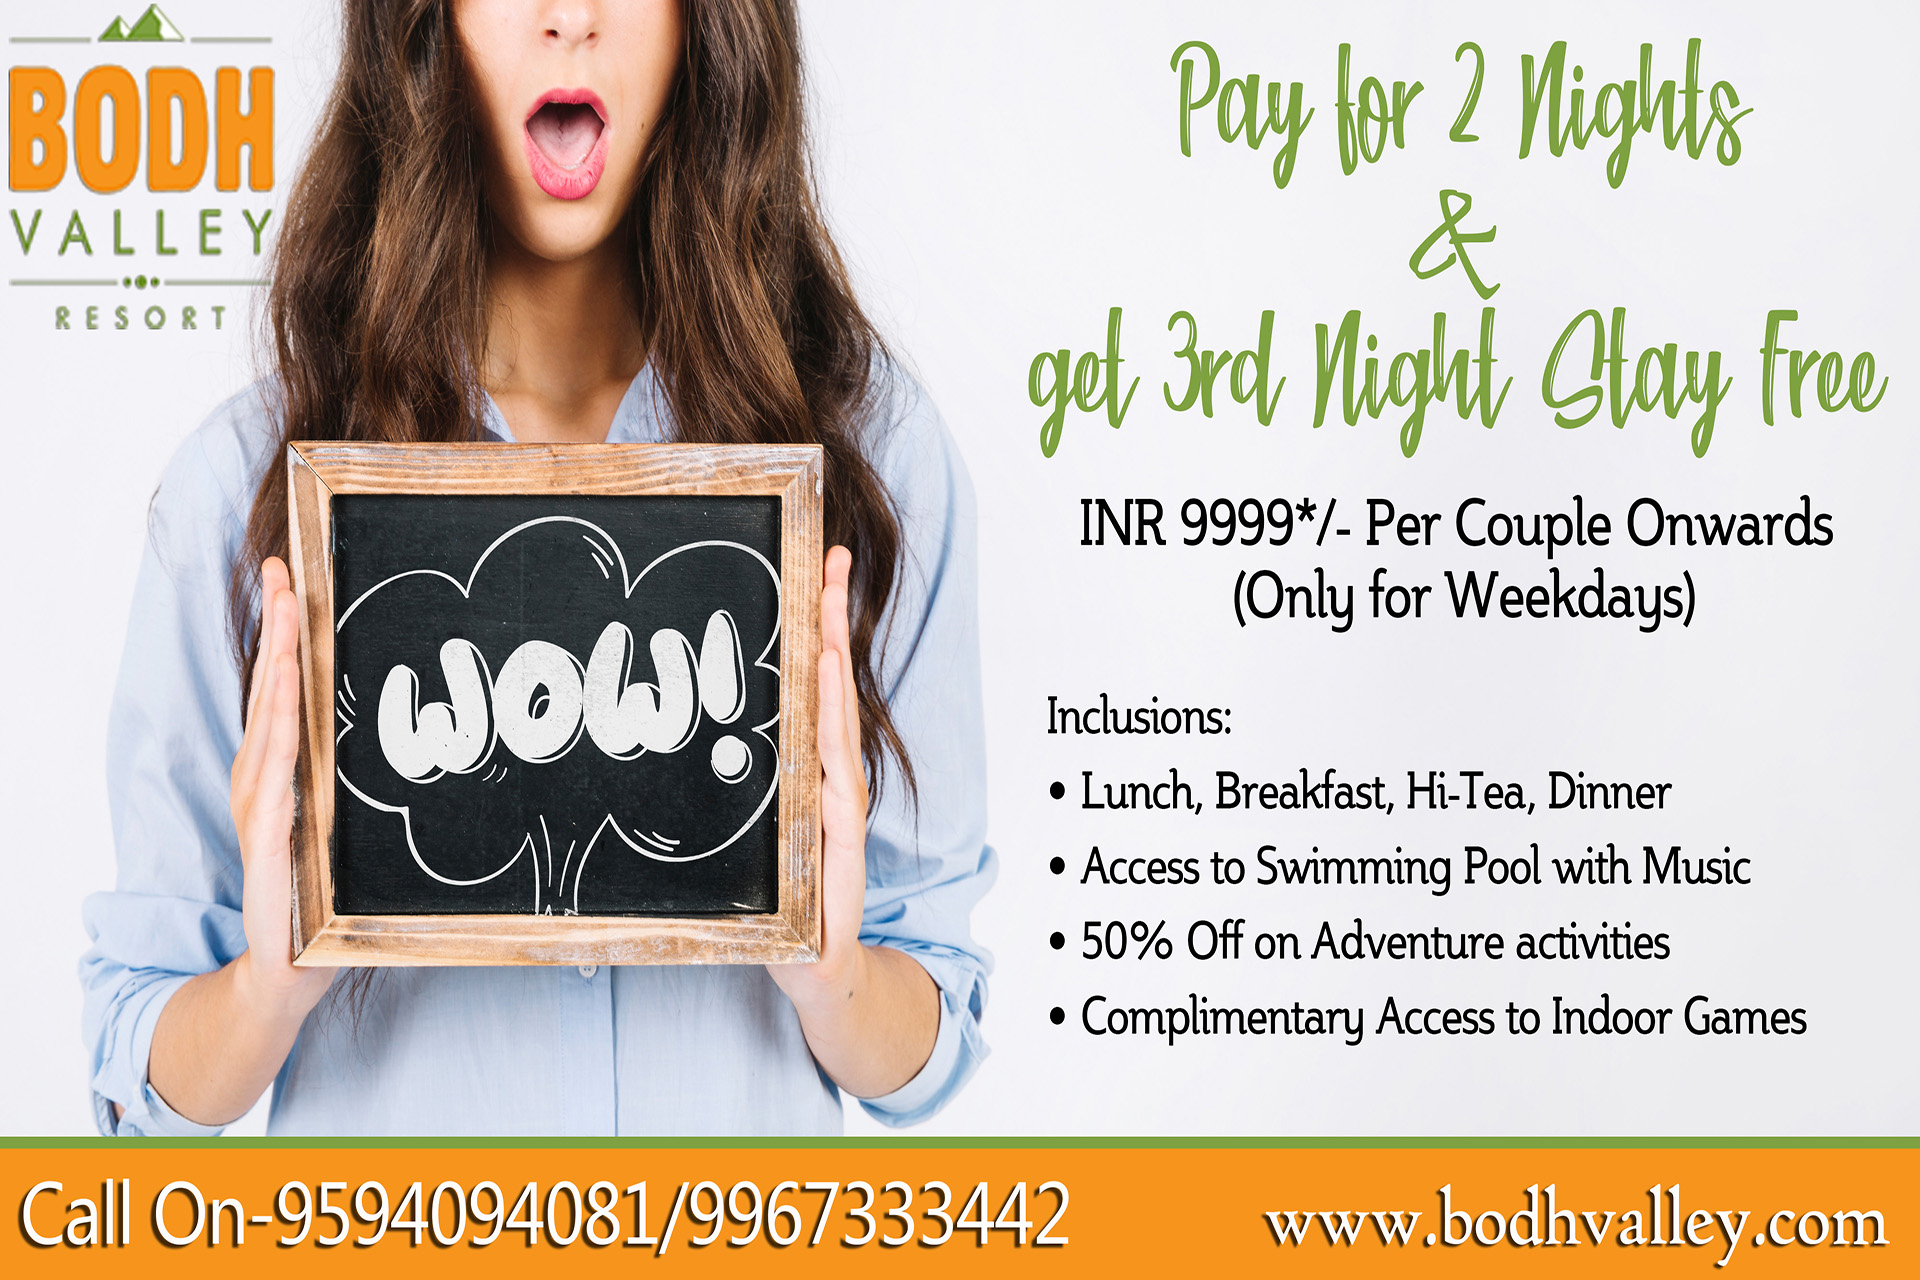 BODH
VALLEY
RESORT
Pay for 2 Nights
&
get 3rd Night Stay Free
INR 9999*/- Per Couple Onwards
(Only for Weekdays)
WOW!
Inclusions:
• Lunch, Breakfast, Hi-Tea, Dinner
• Access to Swimming Pool with Music
• 50% Off on Adventure activities
• Complimentary Access to Indoor Games
Call On-9594094081/9967333442
www.bodhvalley.com